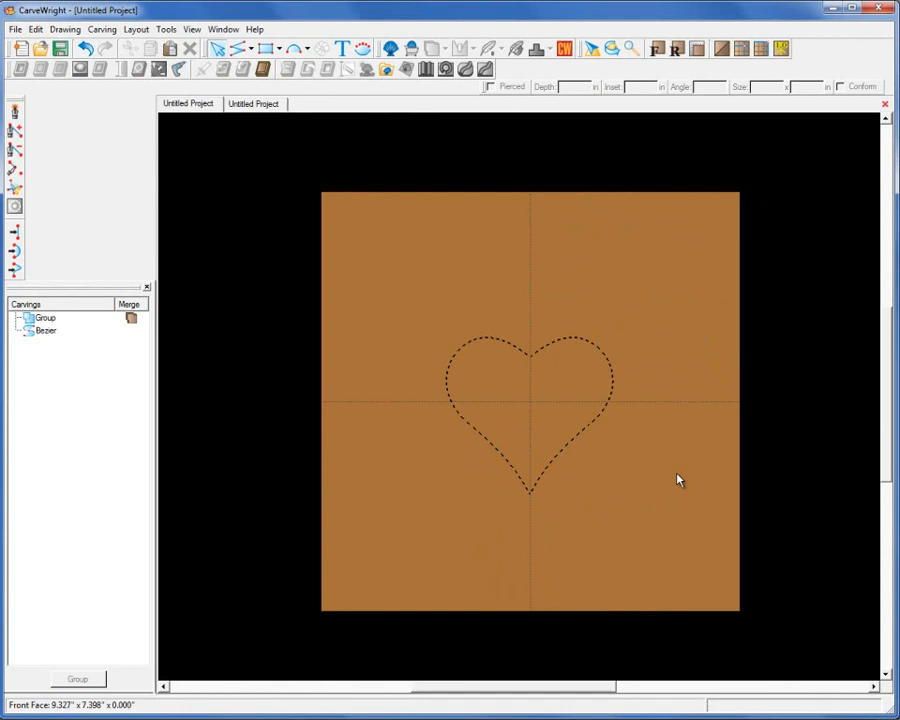 CarveWright - [Untitled Project]
File Edit Drawing Carving Layout Tools View Window Help
T CW F R
Pierced Depth: in Inset: in Angle: Size: x in Conform
Untitled Project Untitled Project
Carvings Merge
Group
Bezier
Group
Front Face: 9.327" x 7.398" x 0.000"